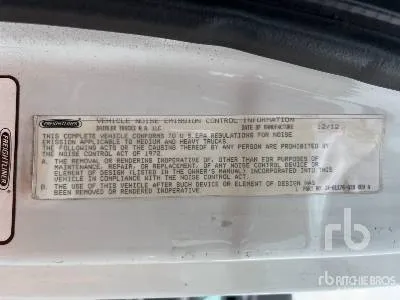 FREIGHTLINER
VEHICLE NOISE EMISSION CONTROL INFORMATION
DAIMLER TRUCKS N.A. LLC
DATE OF MANUFACTURE
12/12
THIS COMPLETE VEHICLE CONFORMS TO U.S.EPA REGULATIONS FOR NOISE
EMISSION APPLICABLE TO MEDIUM AND HEAVY TRUCKS.
THE FOLLOWING ACTS OR THE CAUSING THEREOF BY ANY PERSON ARE PROHIBITED BY
THE NOISE CONTROL ACT OF 1972.
A. THE REMOVAL OR RENDERING INOPERATIVE, OTHER THAN FOR PURPOSES OF
MAINTENANCE, REPAIR, OR REPLACEMENT, OF ANY NOISE CONTROL DEVICE OR
ELEMENT OF DESIGN (LISTED IN THE OWNER'S MANUAL) INCORPORATED INTO THIS
VEHICLE IN COMPLIANCE WITH THE NOISE CONTROL ACT.
B. THE USE OF THIS VEHICLE AFTER SUCH DEVICE OR ELEMENT OF DESIGN HAS
BEEN REMOVED OR RENDERED INOPERATIVE.
FREIGHTLINER
rb
RITCHIE BROS